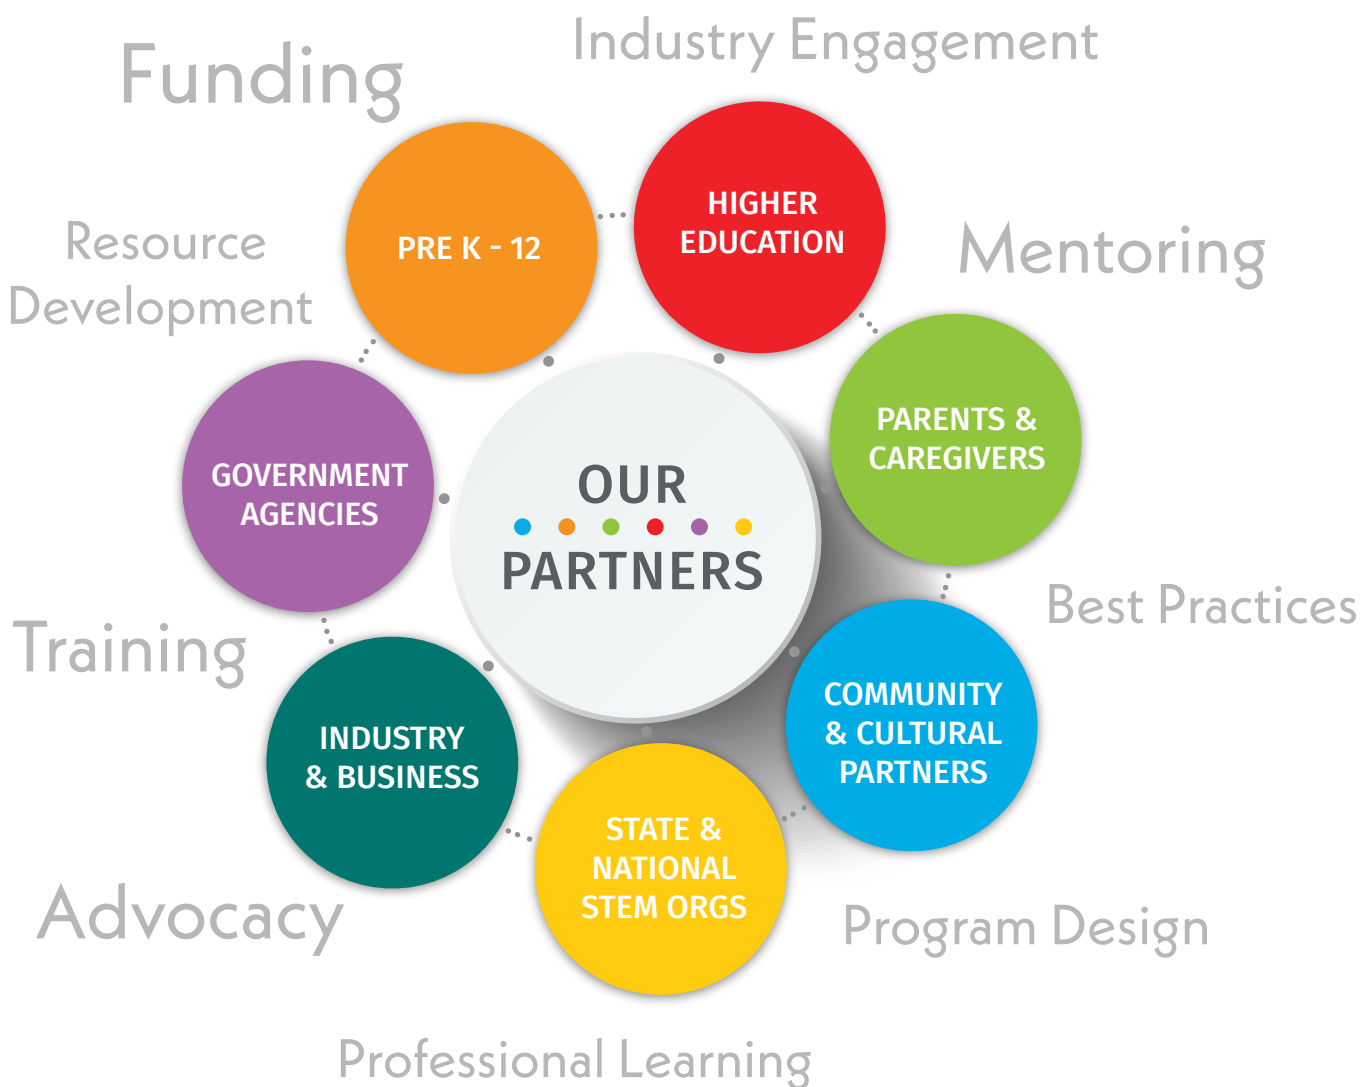 Industry Engagement
Funding
HIGHER
EDUCATION
PRE K - 12
Resource
Development
Mentoring
PARENTS &
CAREGIVERS
GOVERNMENT
AGENCIES
OUR
PARTNERS
Best Practices
Training
COMMUNITY
& CULTURAL
PARTNERS
INDUSTRY
& BUSINESS
STATE &
NATIONAL
STEM ORGS
Advocacy
Program Design
Professional Learning